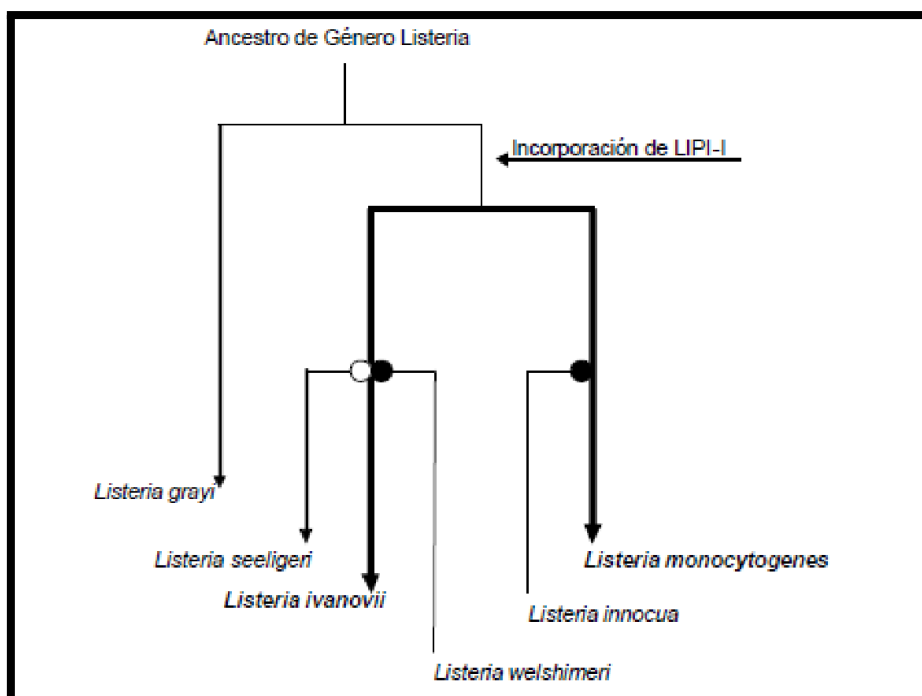 Ancestro de Género Listeria
Incorporación de LIPI-I
Listeria grayi
Listeria seeligeri
Listeria monocytogenes
Listeria ivanovii
Listeria innocua
Listeria welshimeri